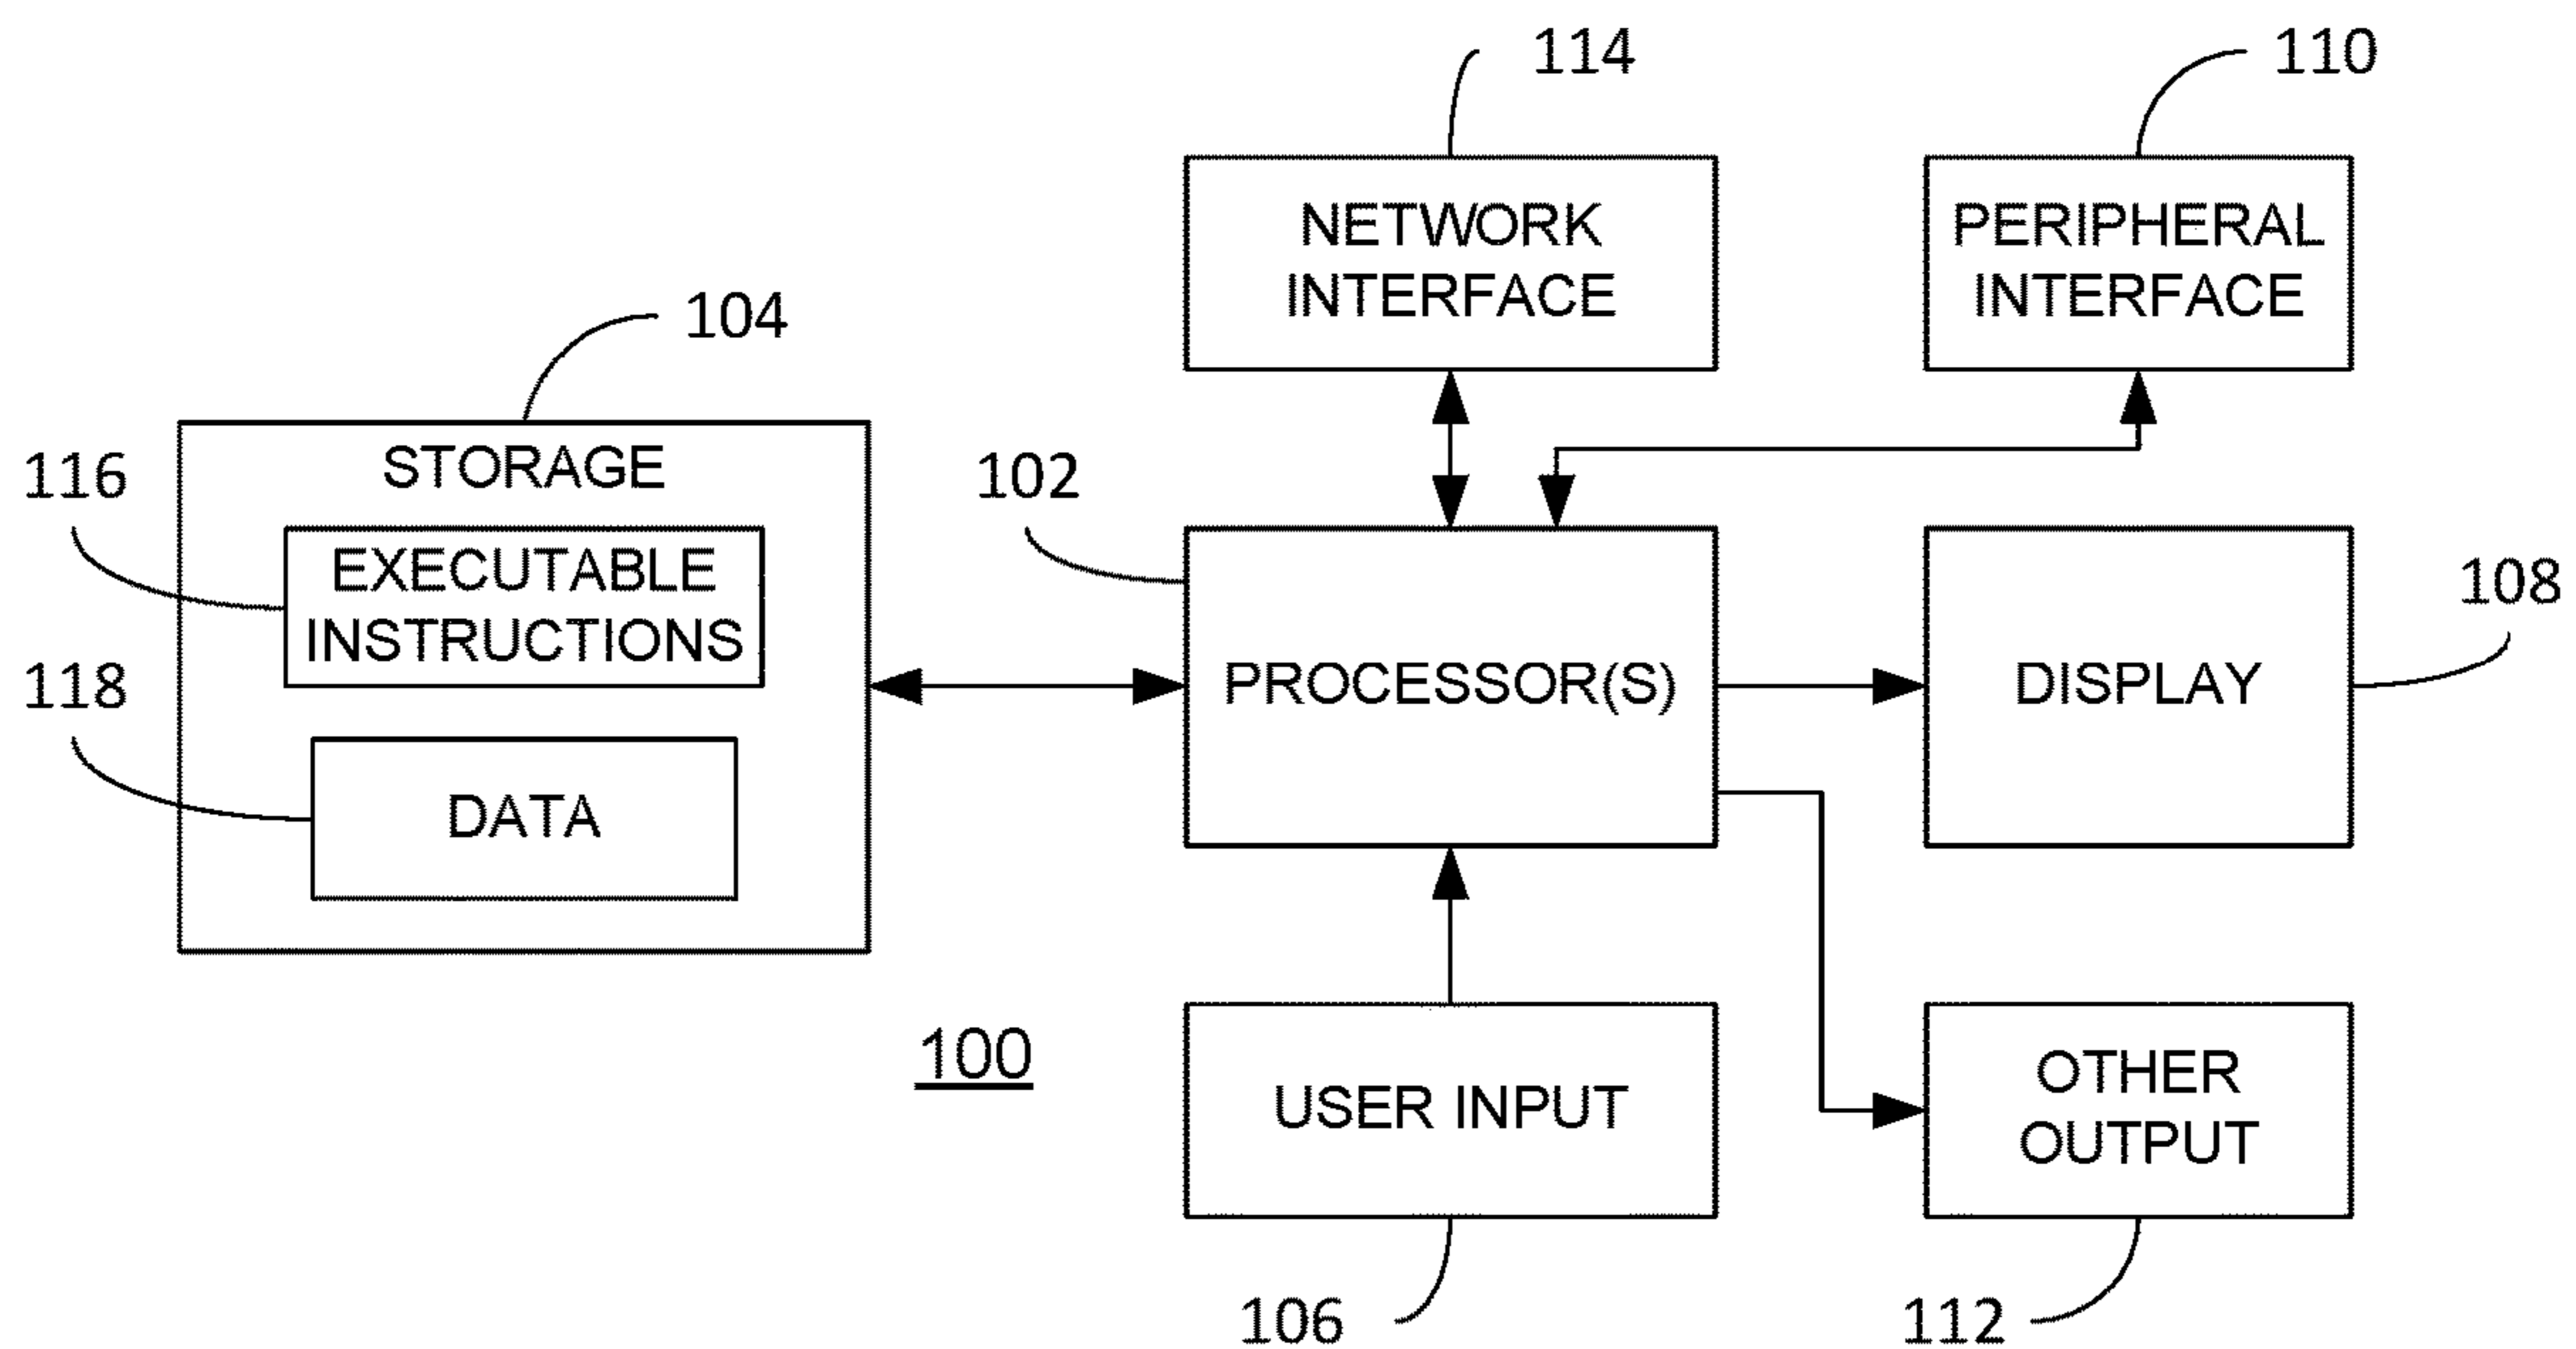 114
110
NETWORK
INTERFACE
PERIPHERAL
INTERFACE
104
STORAGE
116
EXECUTABLE
INSTRUCTIONS
118
DATA
102
PROCESSOR(S)
108
DISPLAY
100
USER INPUT
OTHER
OUTPUT
106
112